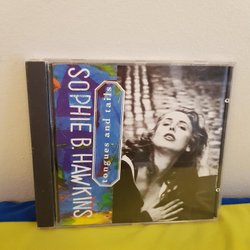 SOPHIE B. HAWKINS
tongues and tails